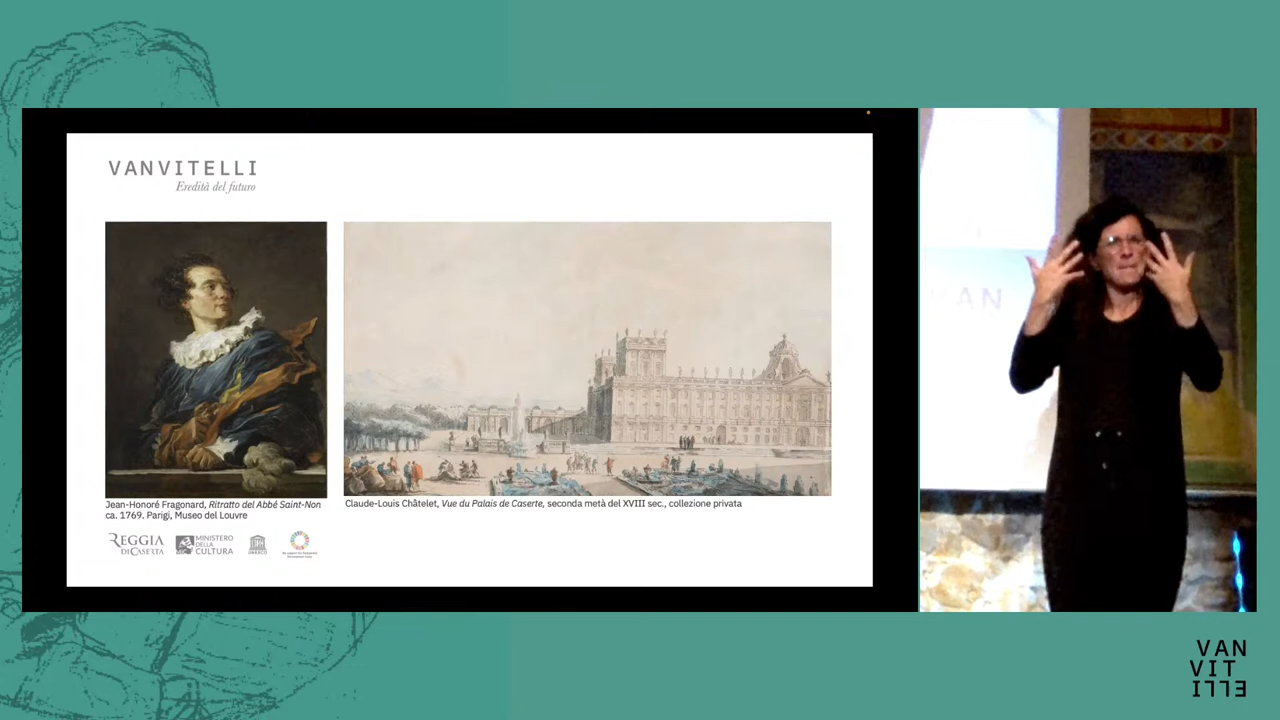 VANVITELLI
Eredità del futuro
Jean-Honoré Fragonard, Ritratto del Abbé Saint-Non
ca. 1769. Parigi, Museo del Louvre
Claude-Louis Châtelet, Vue du Palais de Caserte, seconda metà del XVIII sec., collezione privata
REGGIA
DI CASERTA
MINISTERO
DELLA
CULTURA
UNESCO
VAN
VAN
VIT
ELLI